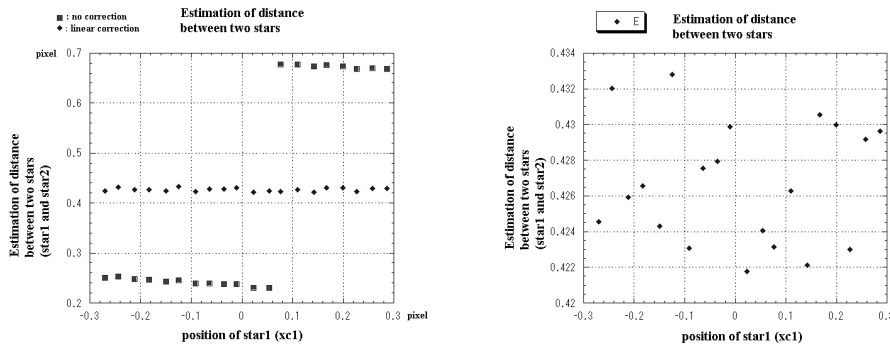 ■ : no correction
◆ : linear correction
Estimation of distance
between two stars
pixel
0.7
0.6
0.5
0.4
0.3
0.2
Estimation of distance
between two stars
(star1 and star2)
-0.3 -0.2 -0.1 0 0.1 0.2 0.3 pixel
position of star1 (xc1)
◆ E
Estimation of distance
between two stars
0.434
0.432
0.43
0.428
0.426
0.424
0.422
0.42
Estimation of distance
between two stars
(star1 and star2)
-0.3 -0.2 -0.1 0 0.1 0.2 0.3
position of star1 (xc1)